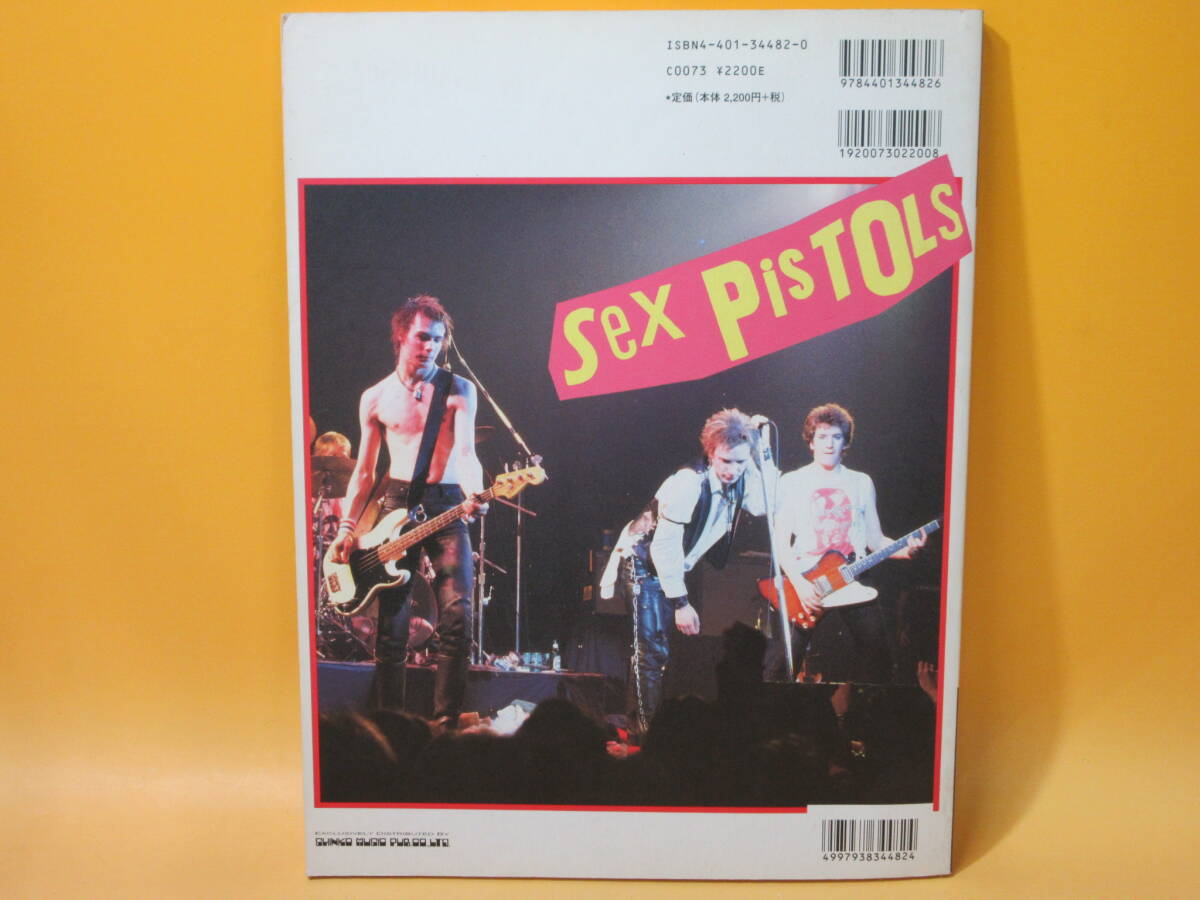 ISBN4-401-34482-0
C0073 ¥2200E
*定価(本体 2,200円+税)
9784401344826
1920073022008
SEX PiSTOLS
EXCLUSIVELY DISTRIBUTED BY
SHINKO MUSIC PUB.CO.,LTD.
4997938344824